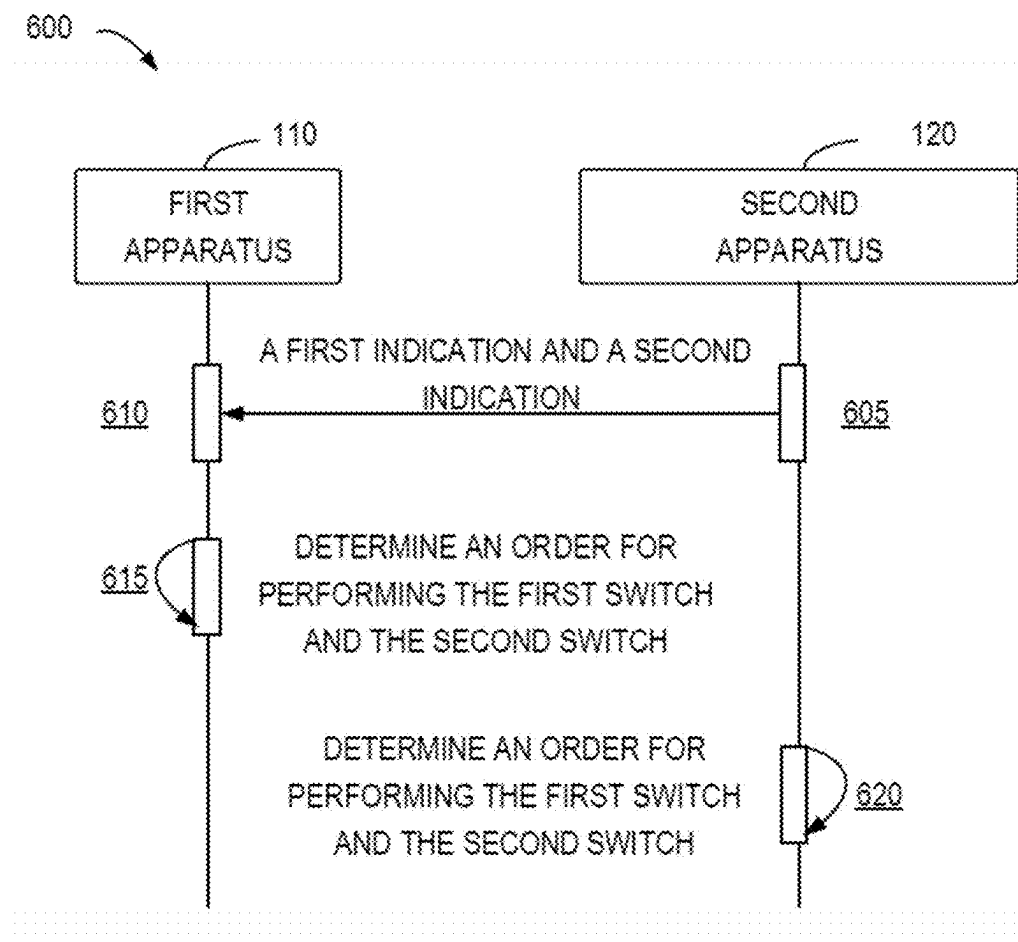 600
110
120
FIRST
APPARATUS
SECOND
APPARATUS
A FIRST INDICATION AND A SECOND
INDICATION
610
605
615
DETERMINE AN ORDER FOR
PERFORMING THE FIRST SWITCH
AND THE SECOND SWITCH
DETERMINE AN ORDER FOR
PERFORMING THE FIRST SWITCH
AND THE SECOND SWITCH
620